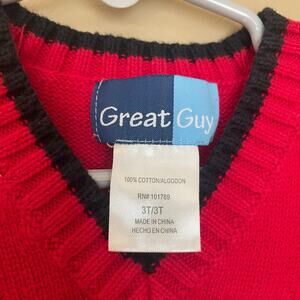 Great Guy
100% COTTON/ALGODON
RN# 101789
3T/3T
MADE IN CHINA
HECHO EN CHINA